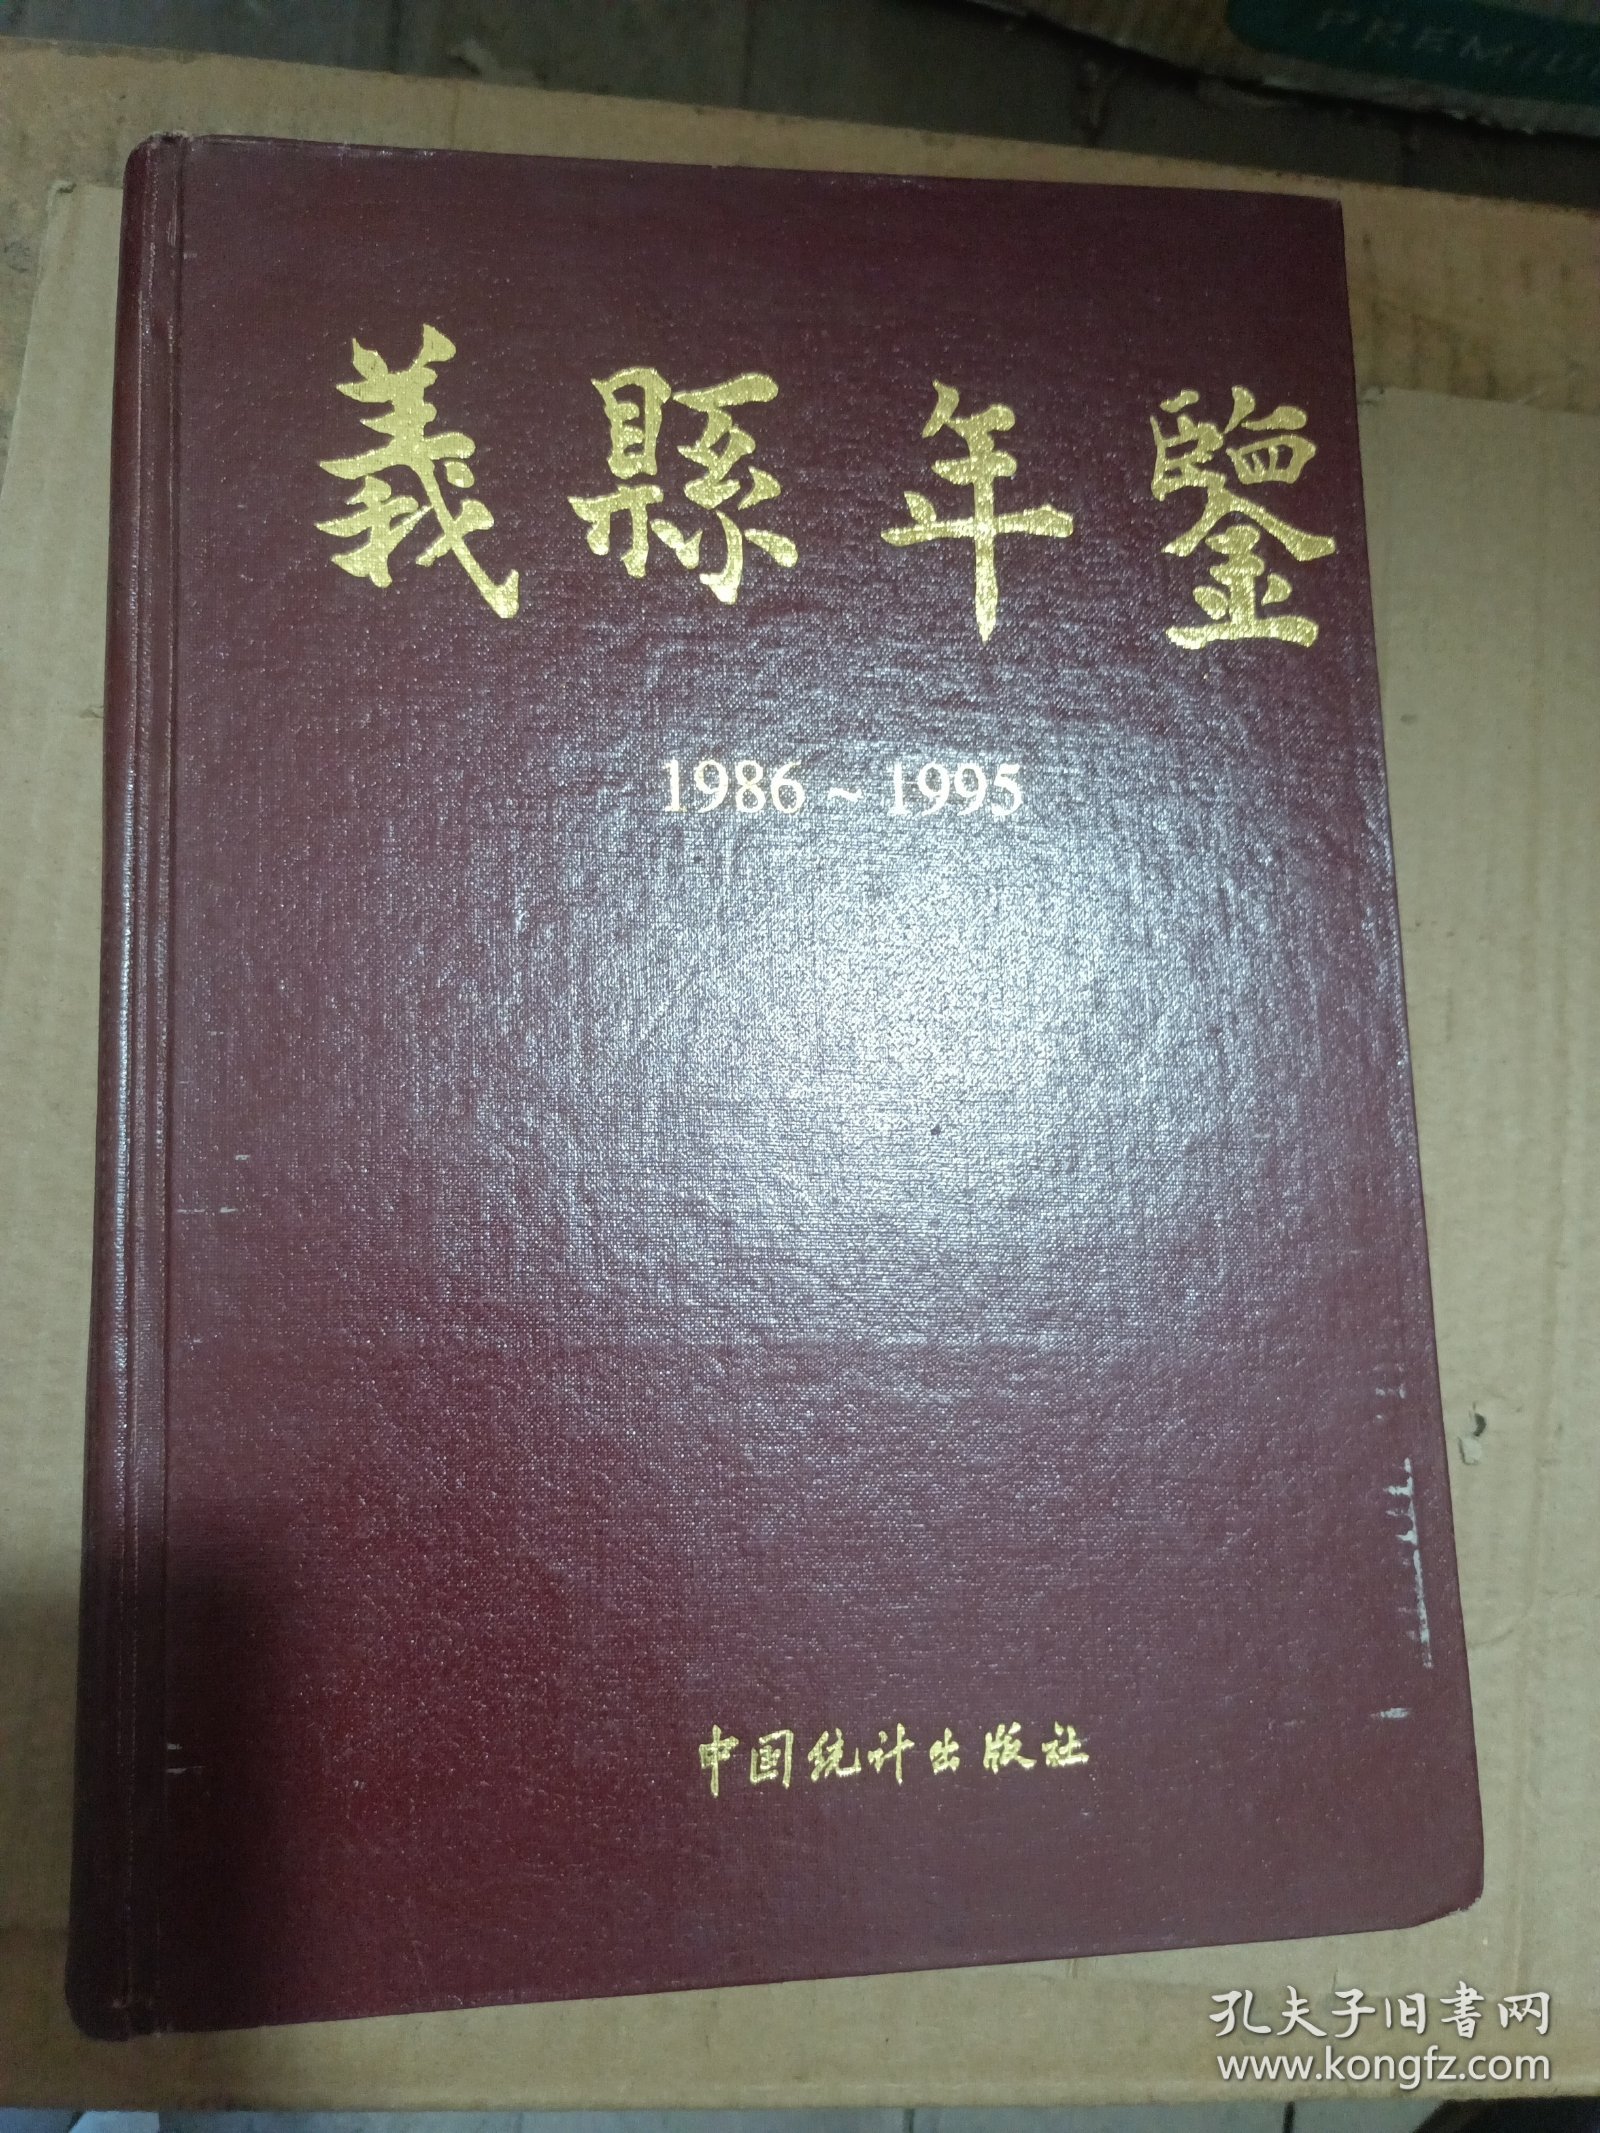 PREMIU
義縣年鑒
1986~1995
中国统计出版社
孔夫子旧书网
www.kongfz.com